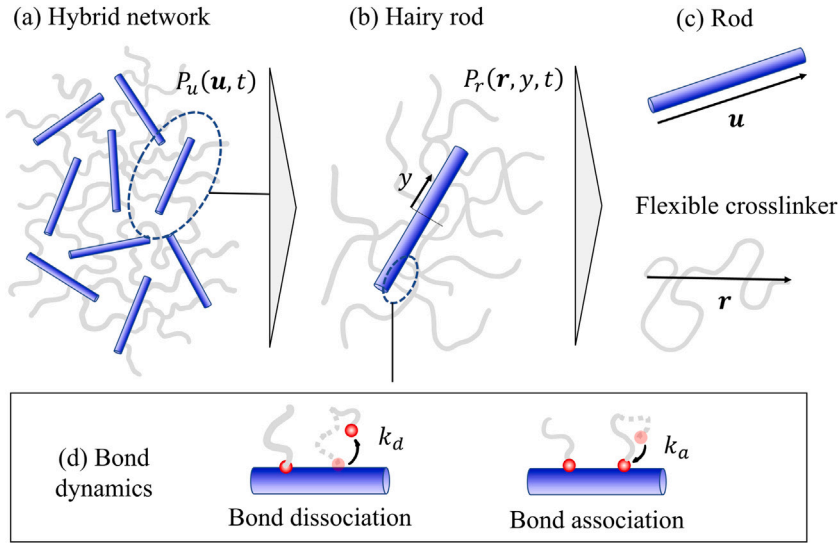 (a) Hybrid network
(b) Hairy rod
(c) Rod
P_u(u, t)
P_r(r, y, t)
u
y
Flexible crosslinker
r
(d) Bond
dynamics
k_d
k_a
Bond dissociation
Bond association